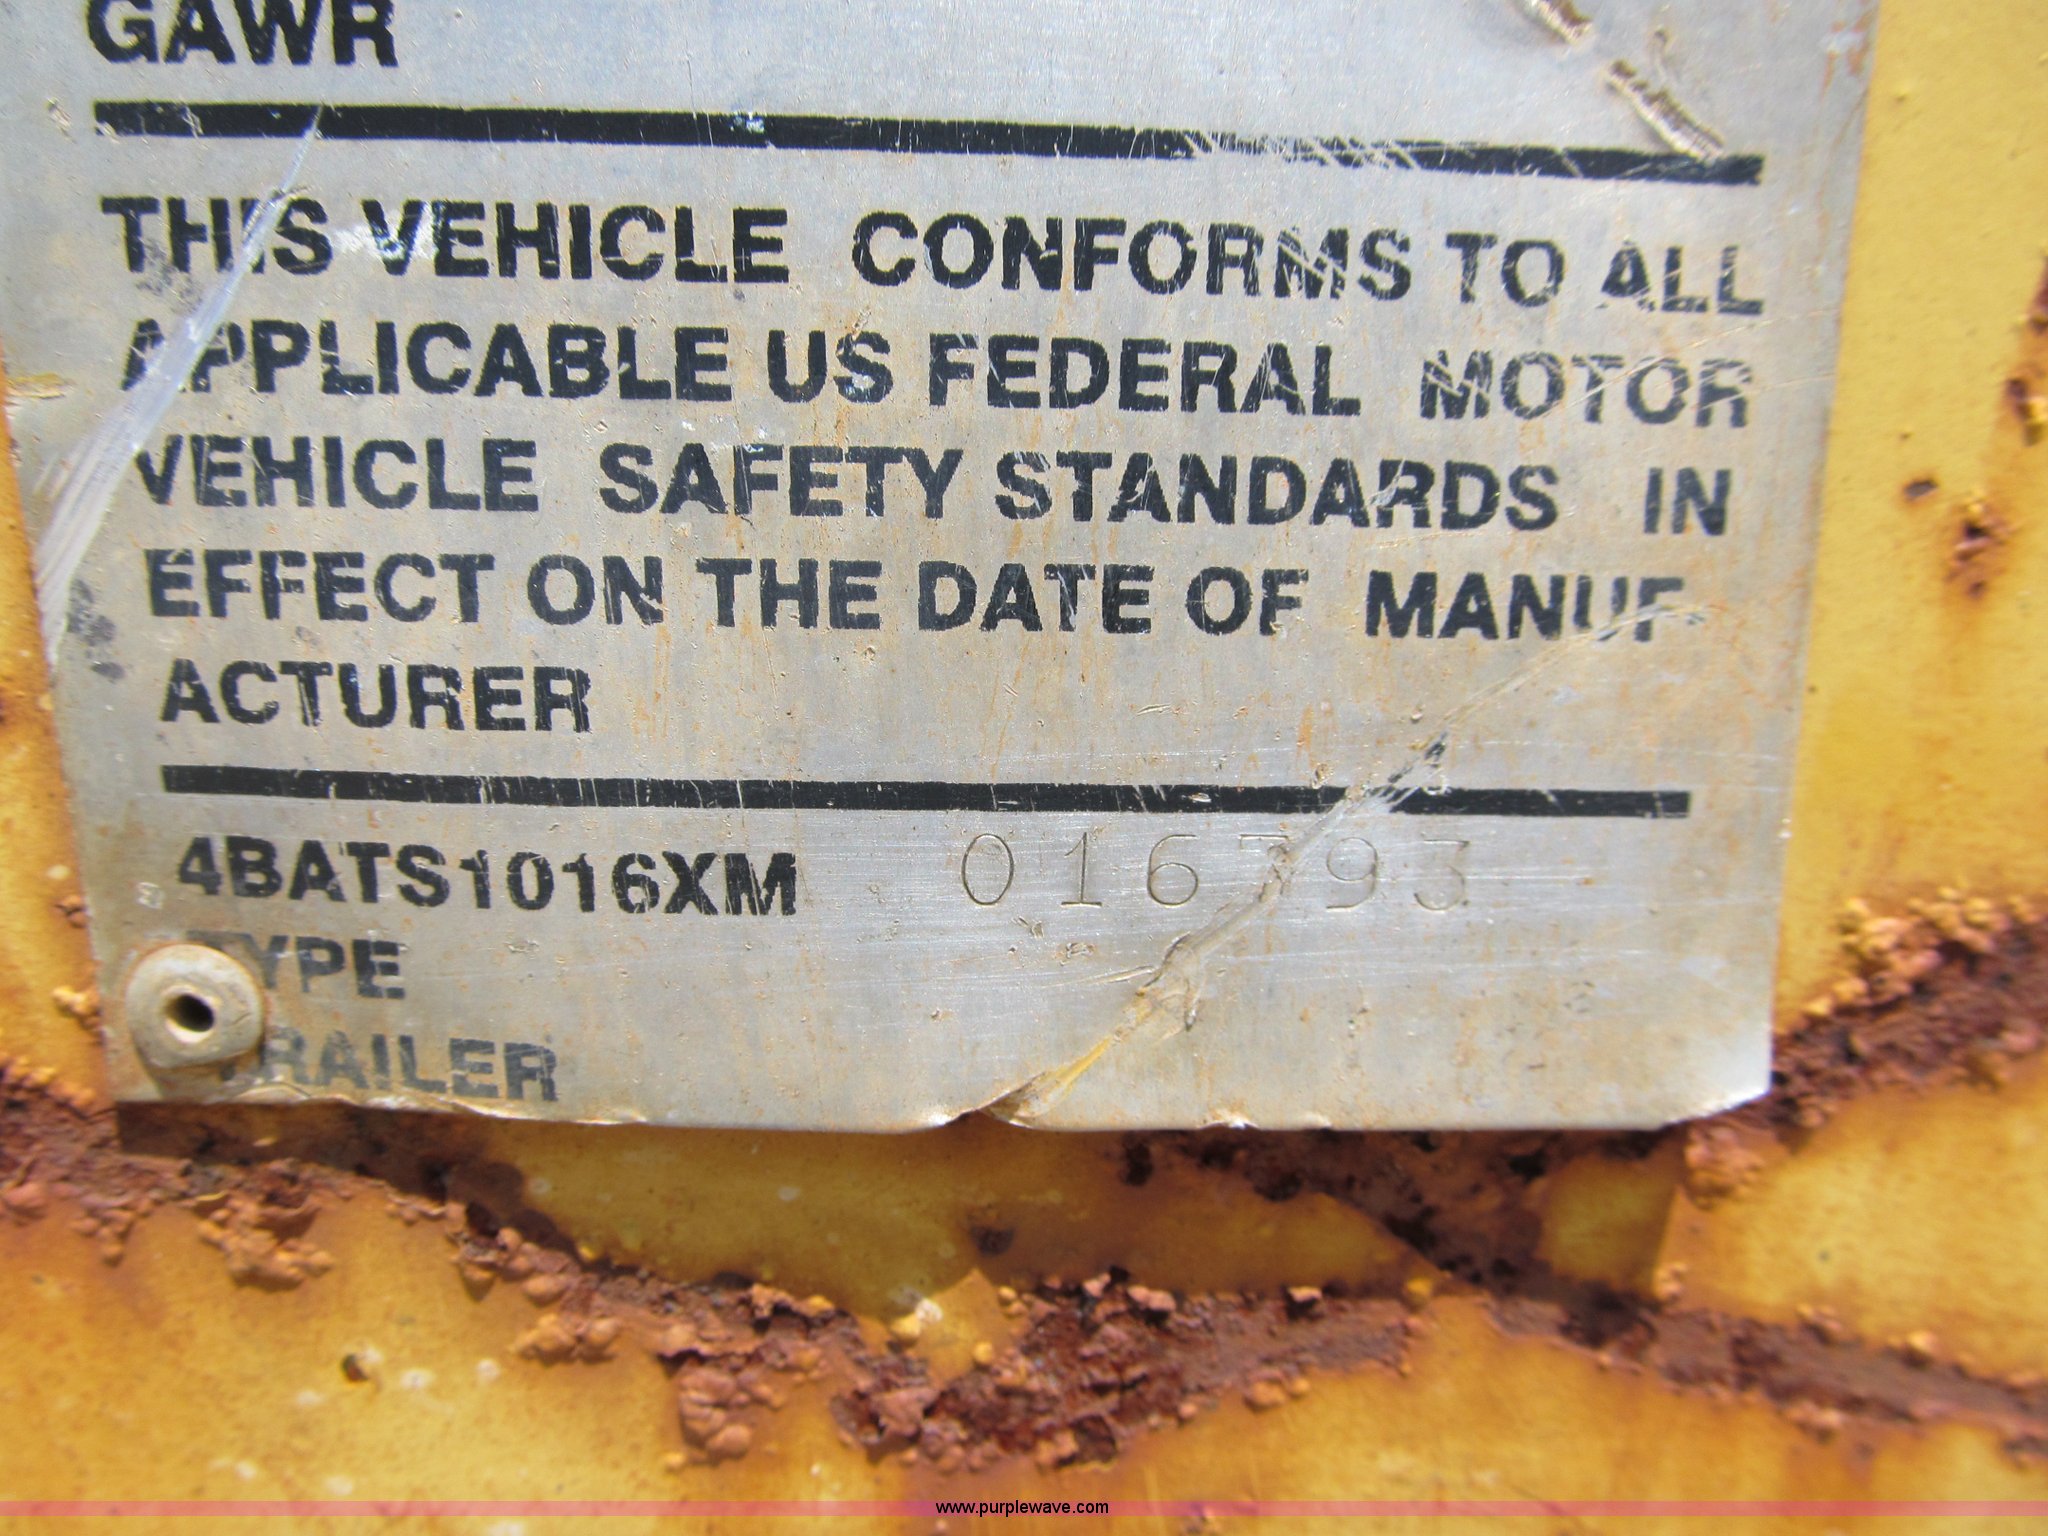 GAWR
THIS VEHICLE CONFORMS TO ALL
APPLICABLE US FEDERAL MOTOR
VEHICLE SAFETY STANDARDS IN
EFFECT ON THE DATE OF MANUF
ACTURER
4BATS1016XM 016393
TYPE
TRAILER
www.purplewave.com